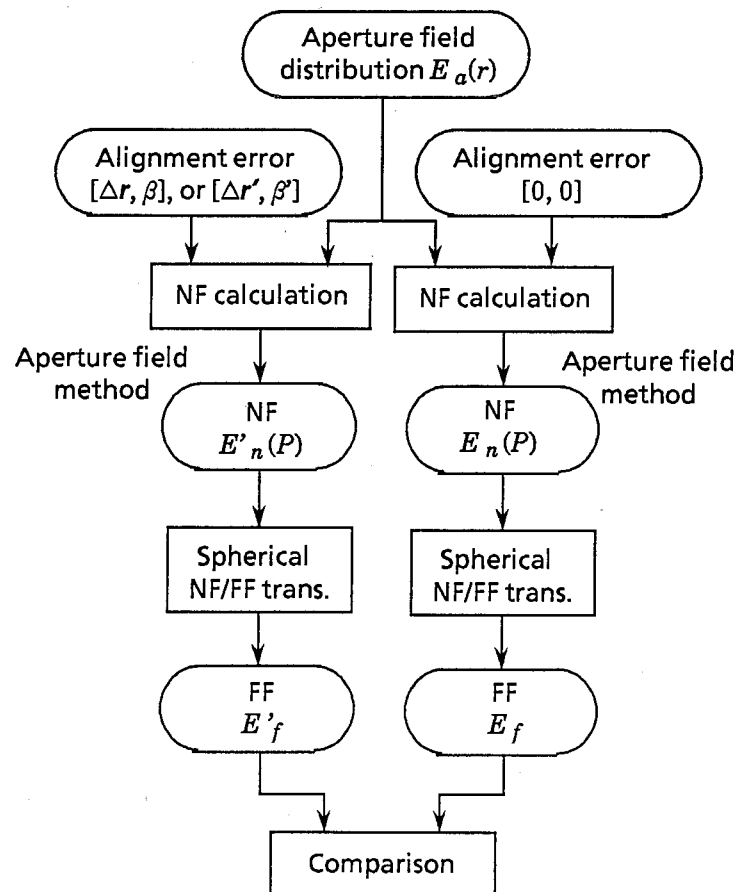 Aperture field
distribution E a(r)
Alignment error
[Δr, β], or [Δr′, β']
Alignment error
[0, 0]
NF calculation
NF calculation
Aperture field
method
Aperture field
method
NF
E' n(P)
NF
E n(P)
Spherical
NF/FF trans.
Spherical
NF/FF trans.
FF
E' f
FF
E f
Comparison